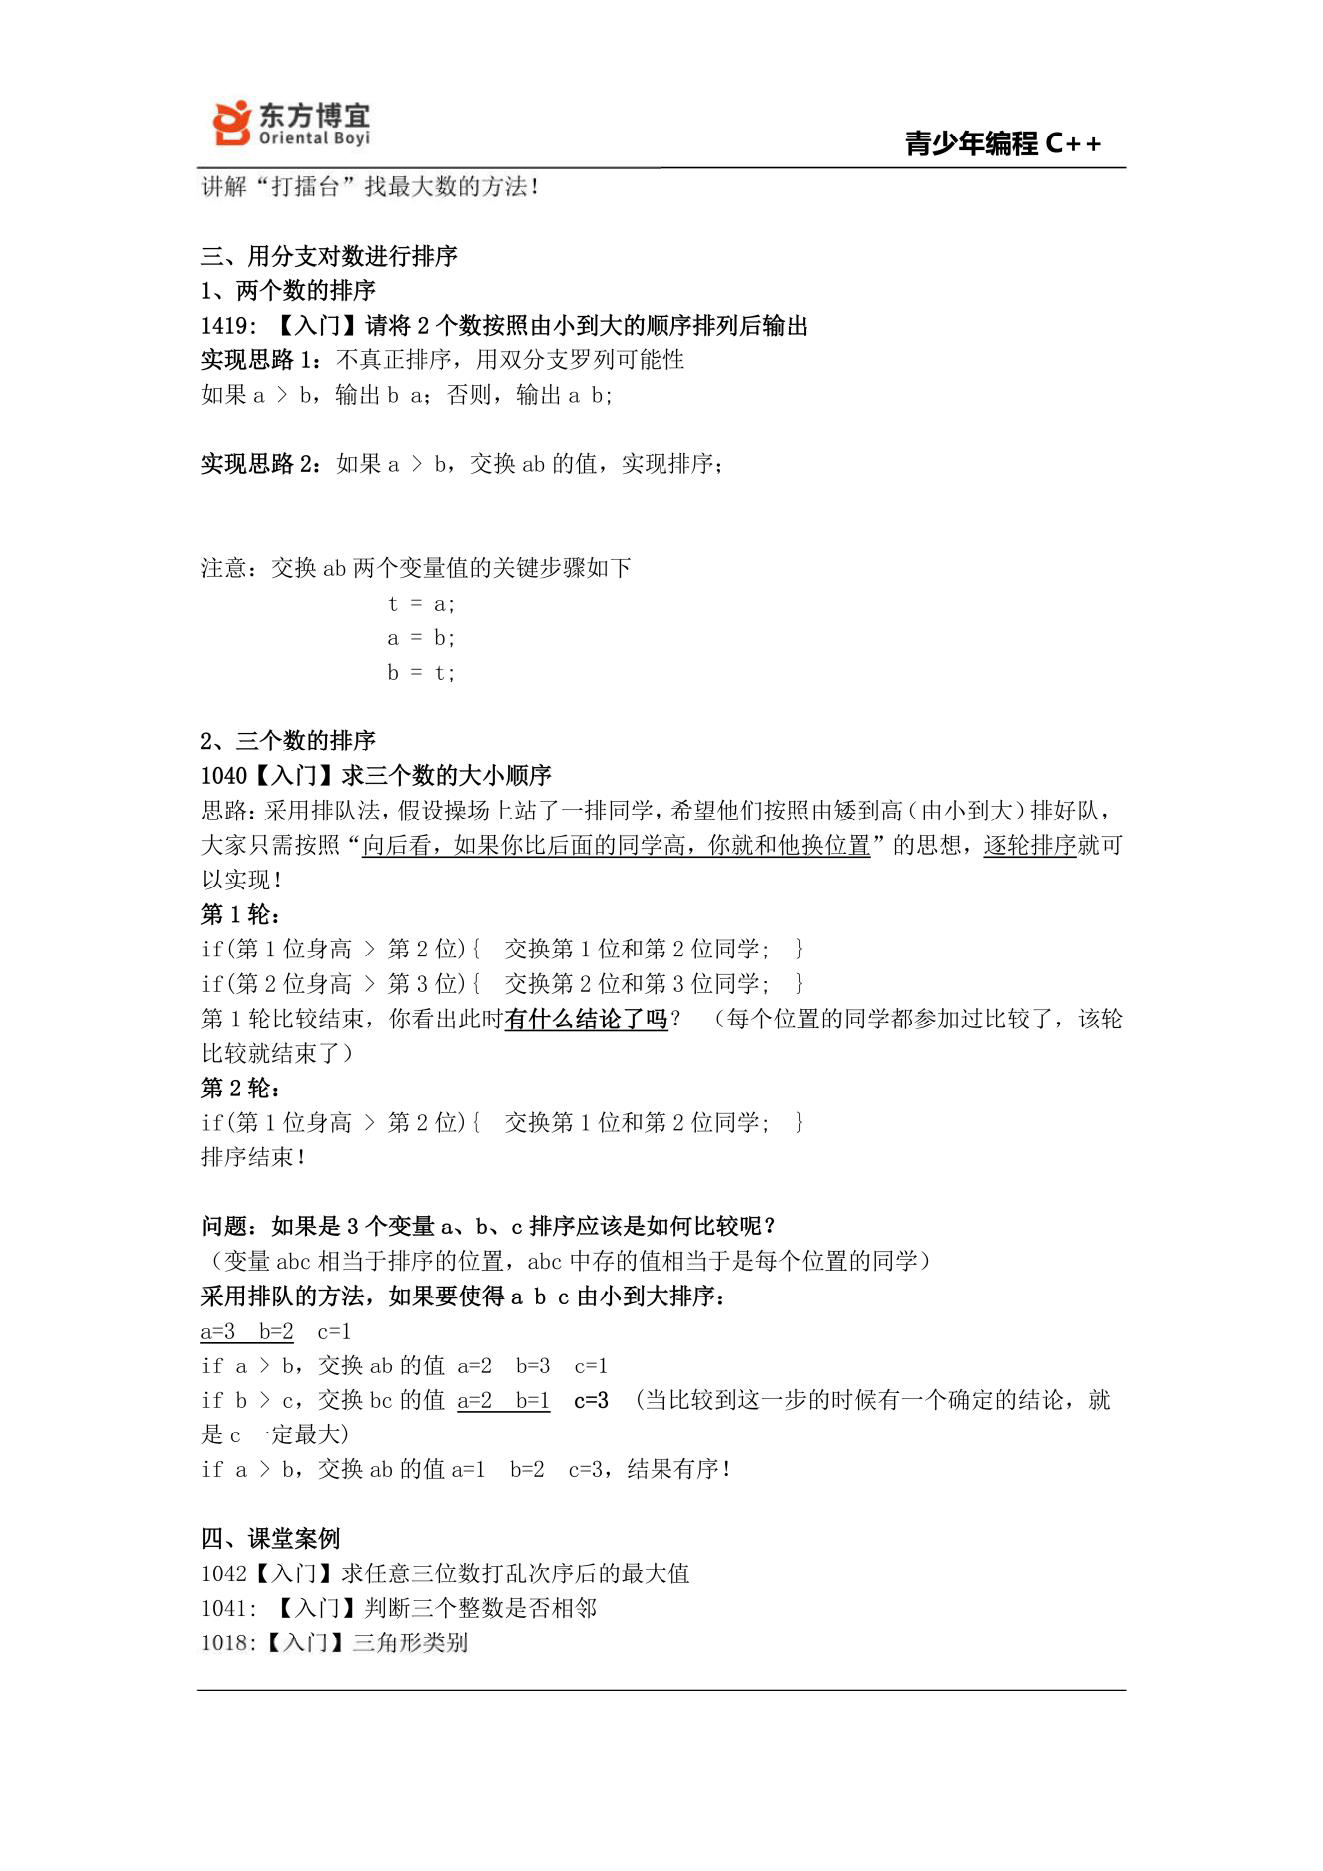 东方博宜
Oriental Boyi
青少年编程 C++
讲解“打擂台”找最大数的方法！
三、用分支对数进行排序
1、两个数的排序
1419: 【入门】请将 2 个数按照由小到大的顺序排列后输出
实现思路 1：不真正排序，用双分支罗列可能性
如果 a > b，输出 b a；否则，输出 a b;
实现思路 2：如果 a > b，交换 ab 的值，实现排序；
注意：交换 ab 两个变量值的关键步骤如下
t = a;
a = b;
b = t;
2、三个数的排序
1040【入门】求三个数的大小顺序
思路：采用排队法，假设操场上站了一排同学，希望他们按照由矮到高（由小到大）排好队，
大家只需按照“向后看，如果你比后面的同学高，你就和他换位置”的思想，逐轮排序就可
以实现！
第 1 轮：
if(第 1 位身高 > 第 2 位){  交换第 1 位和第 2 位同学;  }
if(第 2 位身高 > 第 3 位){  交换第 2 位和第 3 位同学;  }
第 1 轮比较结束，你看出此时有什么结论了吗？ （每个位置的同学都参加过比较了，该轮
比较就结束了）
第 2 轮：
if(第 1 位身高 > 第 2 位){  交换第 1 位和第 2 位同学;  }
排序结束！
问题：如果是 3 个变量 a、b、c 排序应该是如何比较呢？
（变量 abc 相当于排序的位置，abc 中存的值相当于是每个位置的同学）
采用排队的方法，如果要使得 a b c 由小到大排序：
a=3  b=2  c=1
if a > b，交换 ab 的值 a=2  b=3  c=1
if b > c，交换 bc 的值 a=2  b=1  c=3  (当比较到这一步的时候有一个确定的结论，就
是 c 定最大)
if a > b，交换 ab 的值 a=1  b=2  c=3，结果有序！
四、课堂案例
1042【入门】求任意三位数打乱次序后的最大值
1041: 【入门】判断三个整数是否相邻
1018:【入门】三角形类别